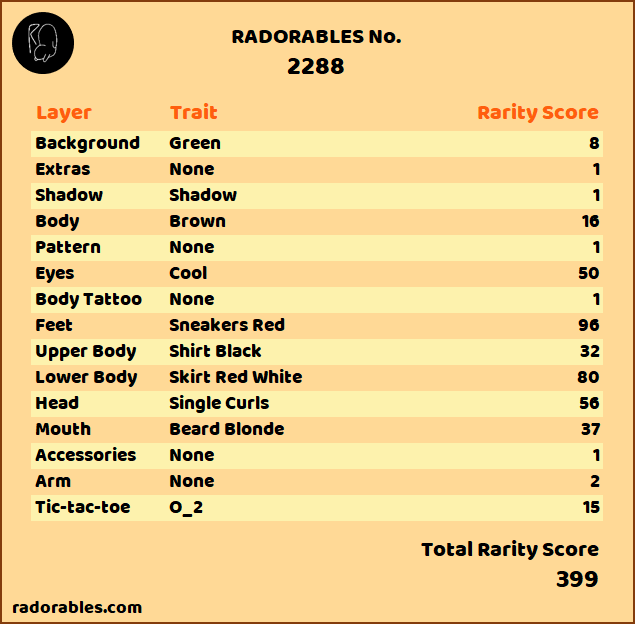 RADORABLES No.
2288
Layer Trait Rarity Score
Background Green 8
Extras None 1
Shadow Shadow 1
Body Brown 16
Pattern None 1
Eyes Cool 50
Body Tattoo None 1
Feet Sneakers Red 96
Upper Body Shirt Black 32
Lower Body Skirt Red White 80
Head Single Curls 56
Mouth Beard Blonde 37
Accessories None 1
Arm None 2
Tic-tac-toe O_2 15
Total Rarity Score
399
radorables.com